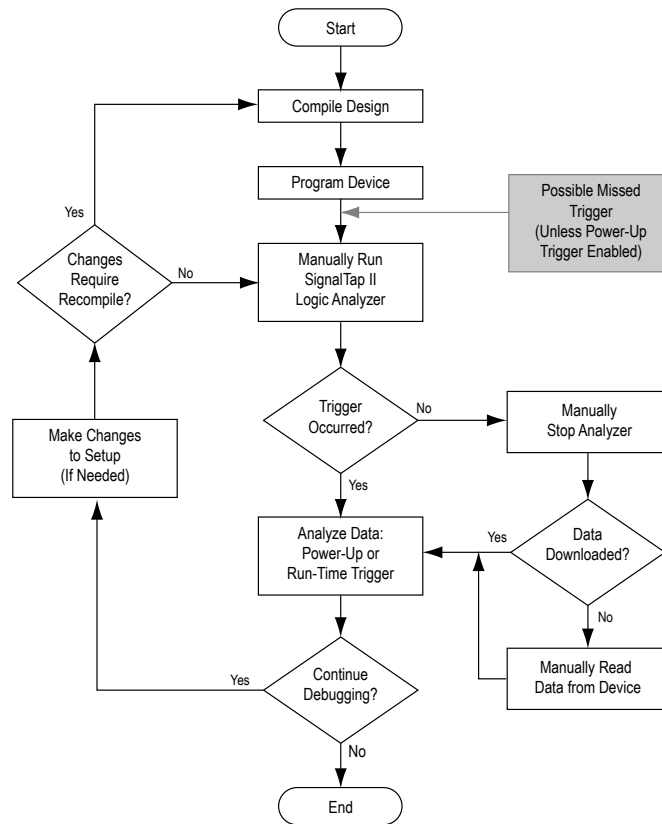 Start
Compile Design
Program Device
Possible Missed
Trigger
(Unless Power-Up
Trigger Enabled)
Yes
Changes
Require
Recompile?
No
Manually Run
SignalTap II
Logic Analyzer
Trigger
Occurred?
No
Manually
Stop Analyzer
Make Changes
to Setup
(If Needed)
Yes
Analyze Data:
Power-Up or
Run-Time Trigger
Yes
Data
Downloaded?
No
Manually Read
Data from Device
Yes
Continue
Debugging?
No
End